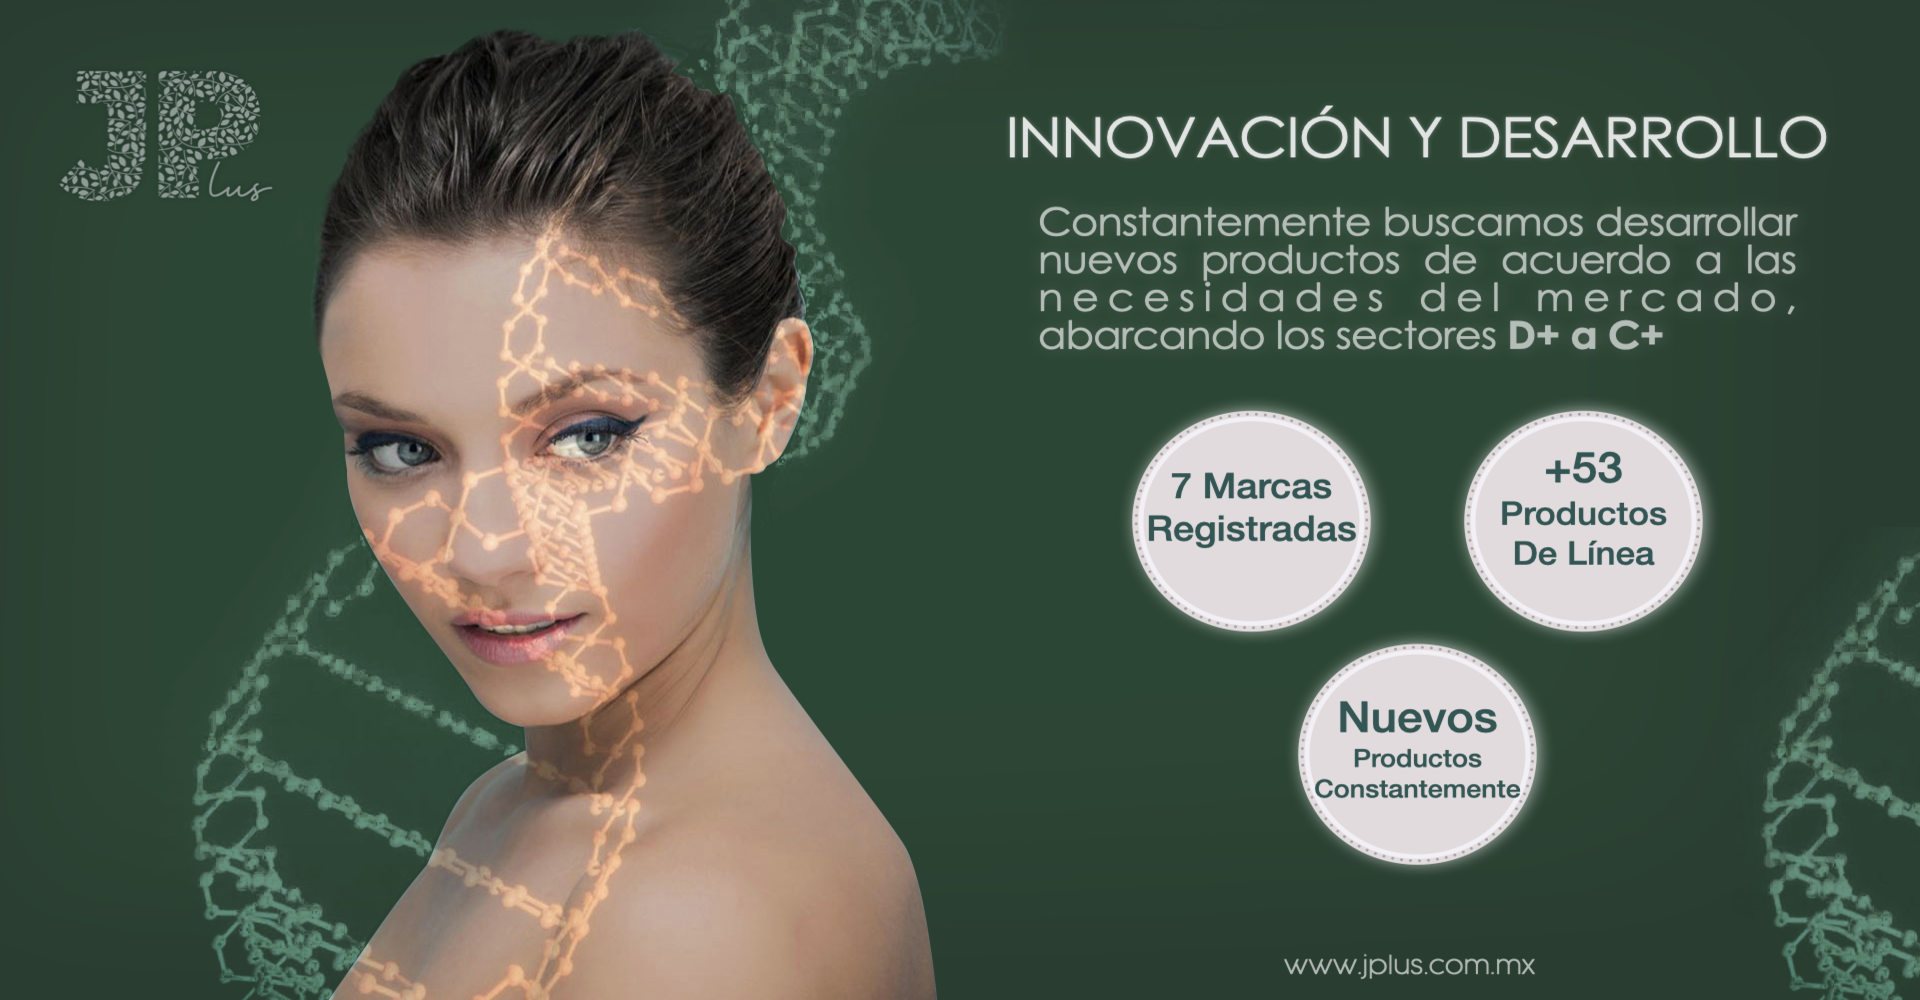 JPlus
INNOVACIÓN Y DESARROLLO
Constantemente buscamos desarrollar
nuevos productos de acuerdo a las
necesidades del mercado,
abarcando los sectores D+ a C+
7 Marcas
Registradas
+53
Productos
De Línea
Nuevos
Productos
Constantemente
www.jplus.com.mx